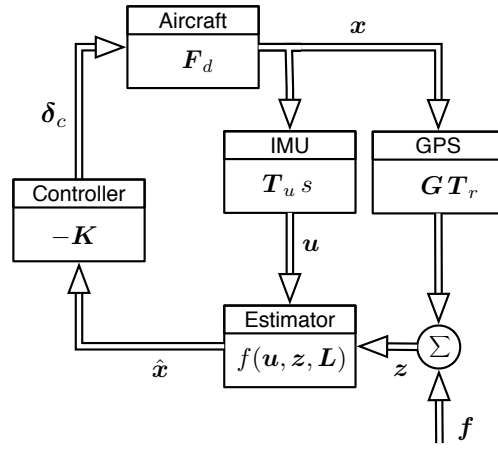 Aircraft
F_d
x
δ_c
IMU
T_u s
GPS
G T_r
Controller
−K
u
Estimator
f(u, z, L)
Σ
z
x̂
f